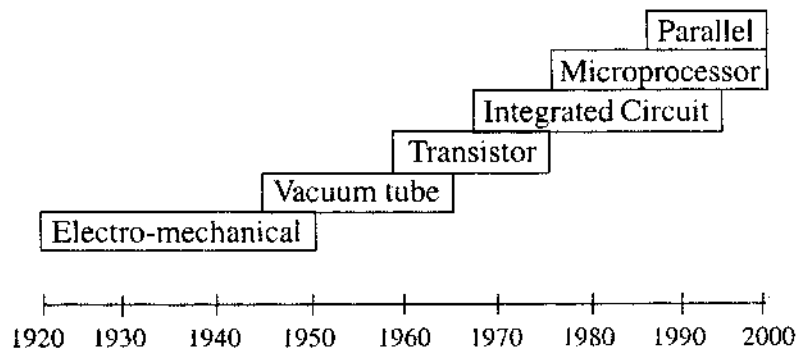 Parallel
Microprocessor
Integrated Circuit
Transistor
Vacuum tube
Electro-mechanical
1920 1930 1940 1950 1960 1970 1980 1990 2000